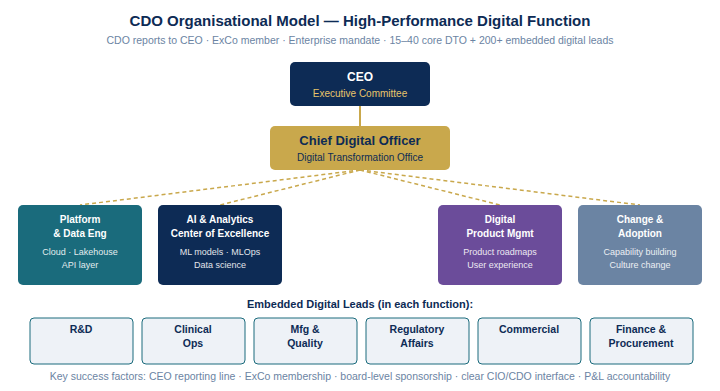 CDO Organisational Model — High-Performance Digital Function
CDO reports to CEO · ExCo member · Enterprise mandate · 15–40 core DTO + 200+ embedded digital leads
CEO
Executive Committee
Chief Digital Officer
Digital Transformation Office
Platform
& Data Eng
Cloud · Lakehouse
API layer
AI & Analytics
Center of Excellence
ML models · MLOps
Data science
Digital
Product Mgmt
Product roadmaps
User experience
Change &
Adoption
Capability building
Culture change
Embedded Digital Leads (in each function):
R&D
Clinical
Ops
Mfg &
Quality
Regulatory
Affairs
Commercial
Finance &
Procurement
Key success factors: CEO reporting line · ExCo membership · board-level sponsorship · clear CIO/CDO interface · P&L accountability